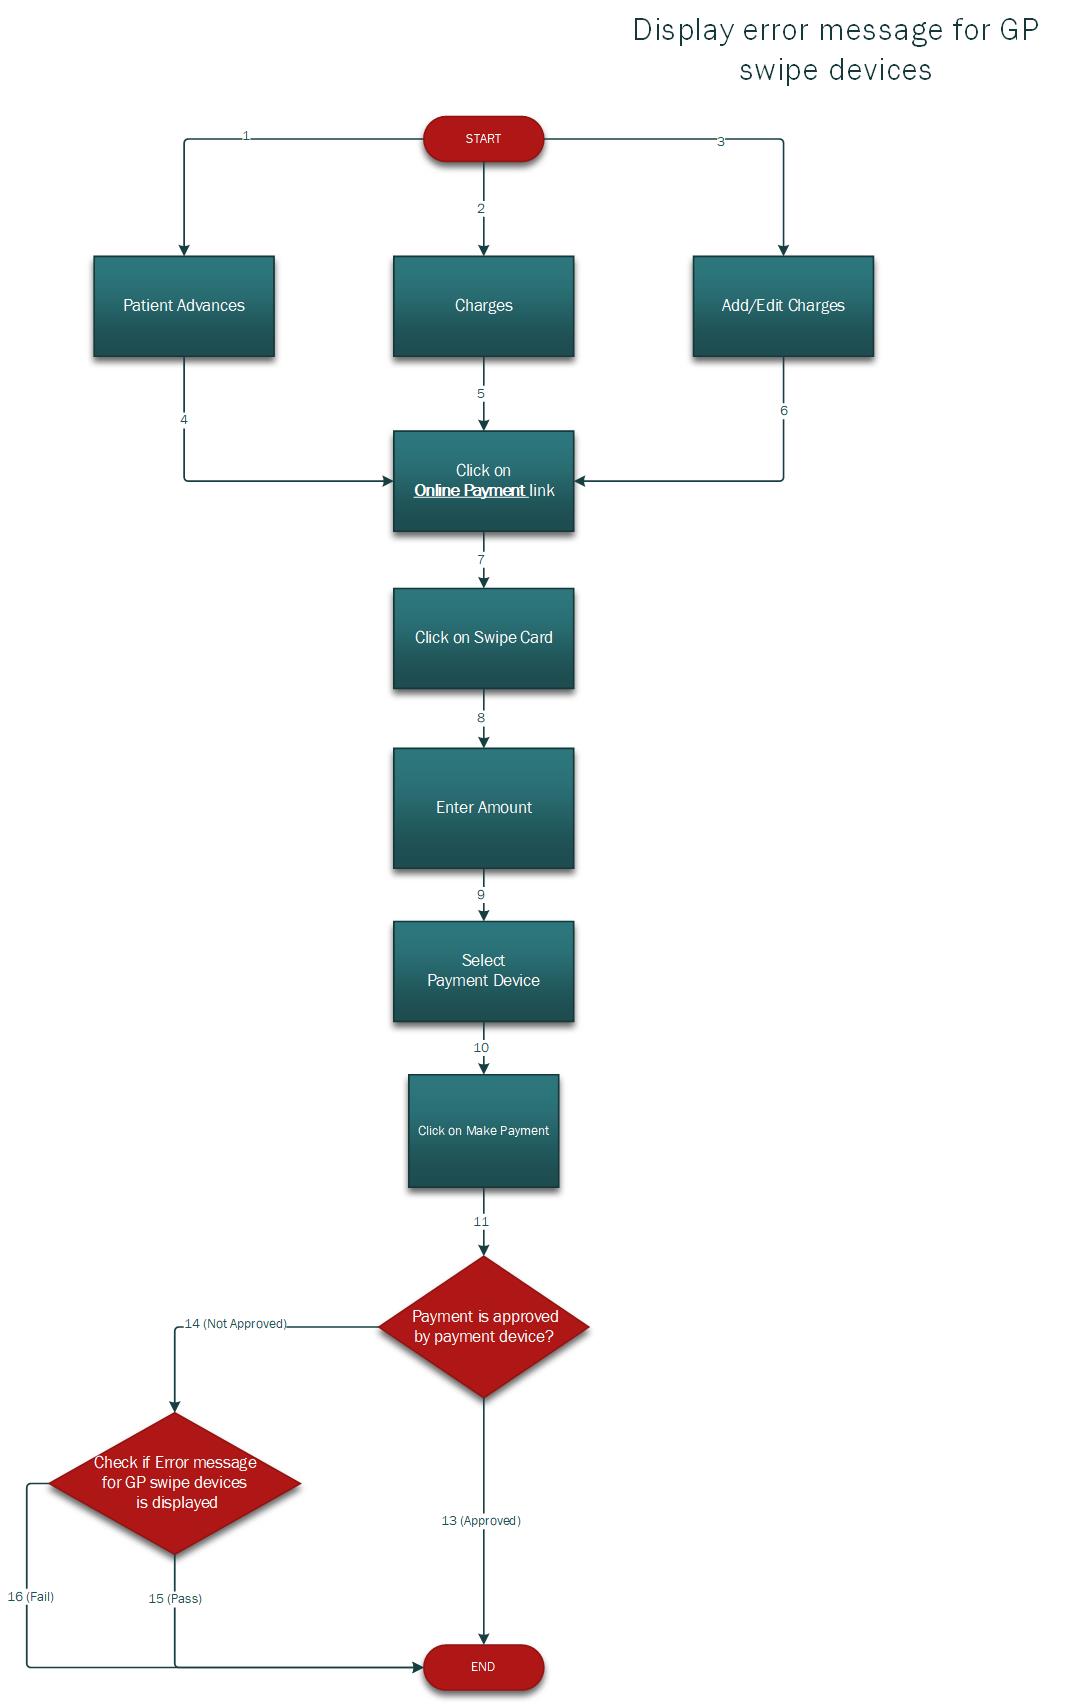 Display error message for GP
swipe devices
START
1
2
3
Patient Advances
Charges
Add/Edit Charges
4
5
6
Click on
Online Payment link
7
Click on Swipe Card
8
Enter Amount
9
Select
Payment Device
10
Click on Make Payment
11
Payment is approved
by payment device?
14 (Not Approved)
Check if Error message
for GP swipe devices
is displayed
13 (Approved)
16 (Fail)
15 (Pass)
END